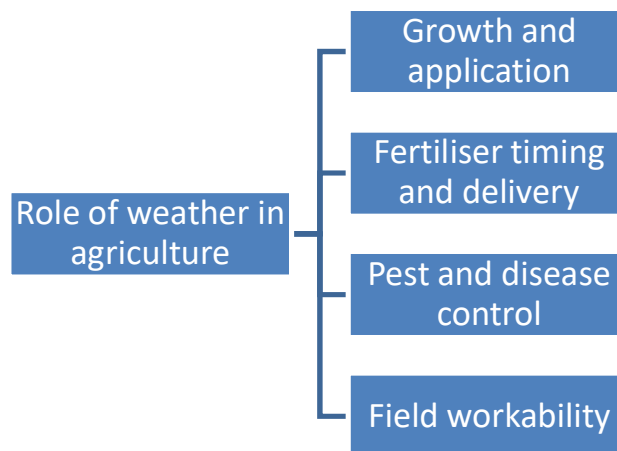 Role of weather in
agriculture
Growth and
application
Fertiliser timing
and delivery
Pest and disease
control
Field workability